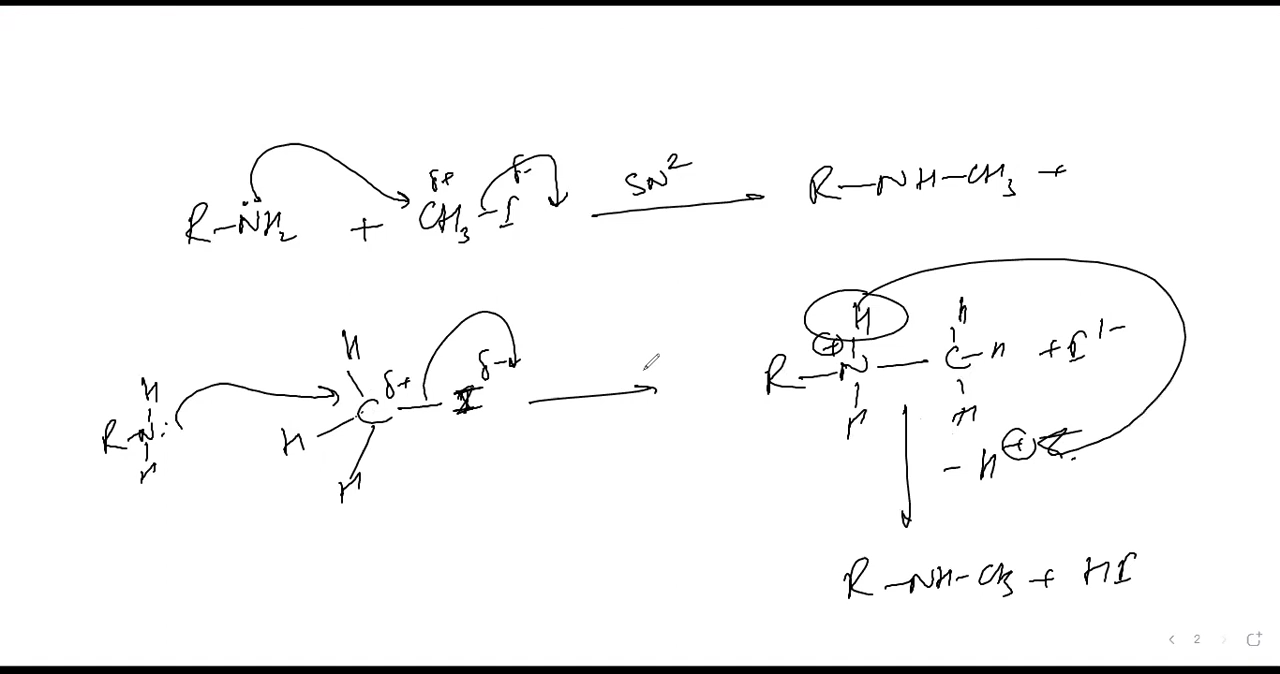 R-N̈H₂ + δ+ CH₃-I δ- SN² R-NH-CH₃ +
H
R-N:
H
H
H C δ+ - I δ-
H
H H
R-N⊕-C-H + I¹⁻
H H
- H⊕
R-NH-CH₃ + HI
2